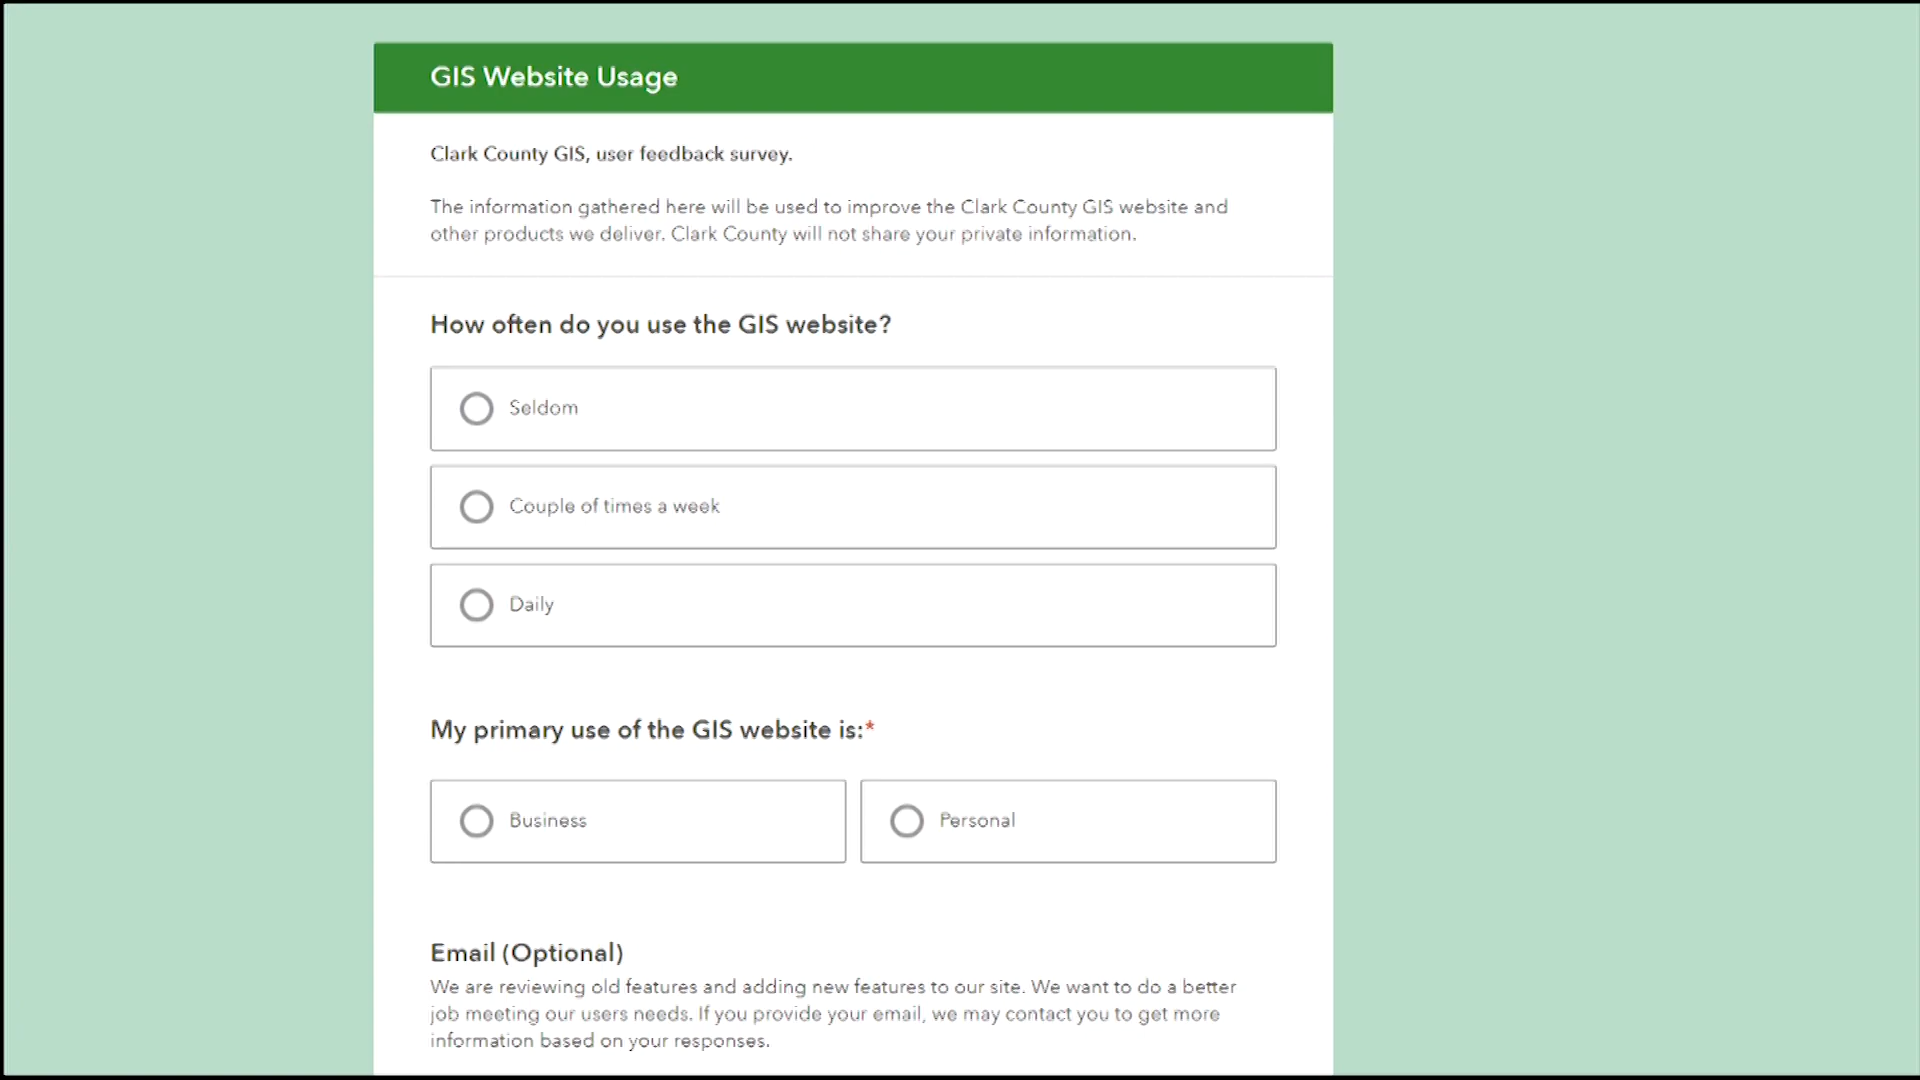 GIS Website Usage
Clark County GIS, user feedback survey.
The information gathered here will be used to improve the Clark County GIS website and
other products we deliver. Clark County will not share your private information.
How often do you use the GIS website?
Seldom
Couple of times a week
Daily
My primary use of the GIS website is:*
Business
Personal
Email (Optional)
We are reviewing old features and adding new features to our site. We want to do a better
job meeting our users needs. If you provide your email, we may contact you to get more
information based on your responses.